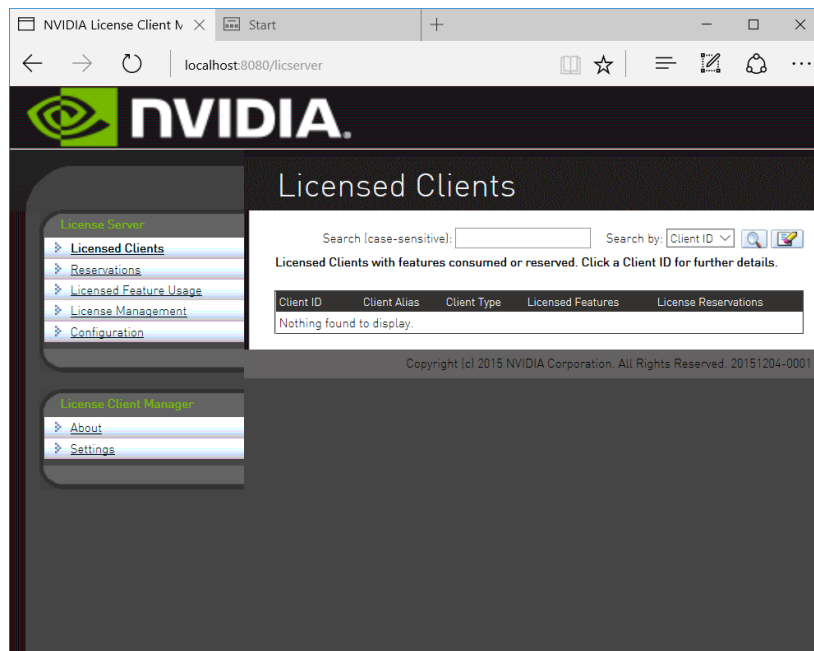 NVIDIA License Client M
Start
localhost:8080/licserver
NVIDIA.
Licensed Clients
License Server
Licensed Clients
Reservations
Licensed Feature Usage
License Management
Configuration
License Client Manager
About
Settings
Search (case-sensitive):
Search by: Client ID
Licensed Clients with features consumed or reserved. Click a Client ID for further details.
Client ID Client Alias Client Type Licensed Features License Reservations
Nothing found to display.
Copyright (c) 2015 NVIDIA Corporation. All Rights Reserved. 20151204-0001